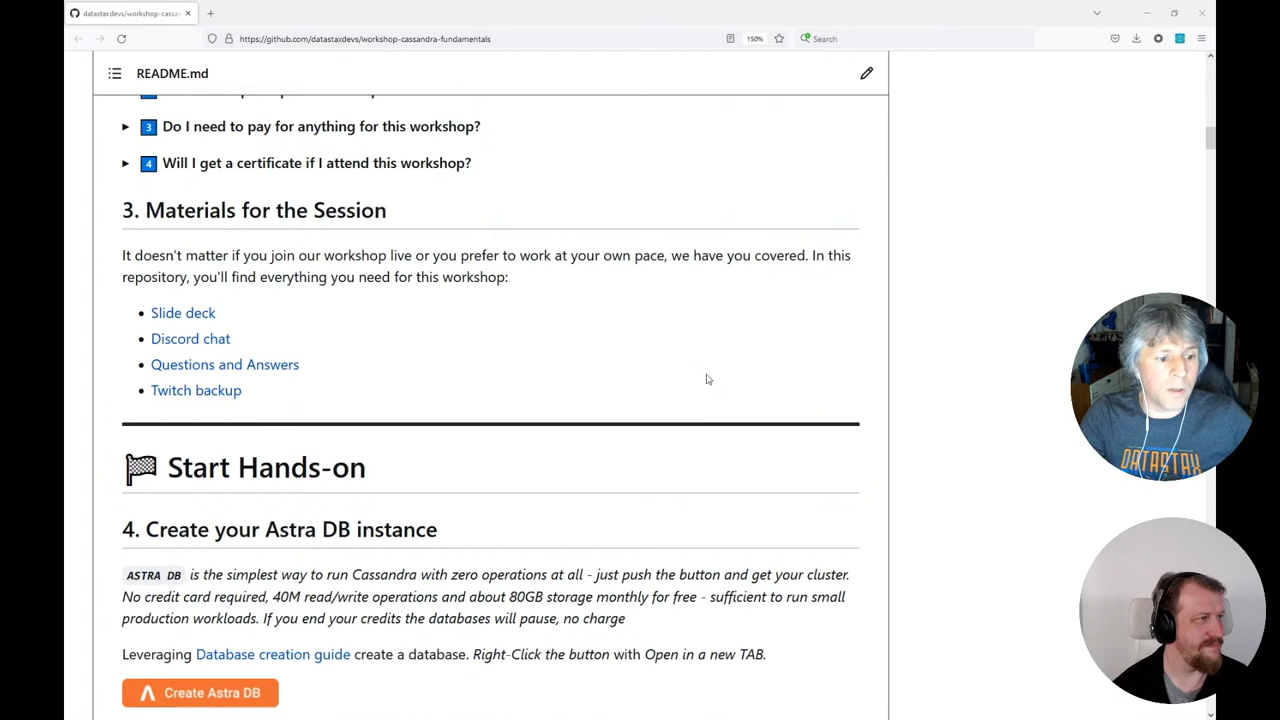 datastaxdevs/workshop-cassan
https://github.com/datastaxdevs/workshop-cassandra-fundamentals
150%
Search
README.md
3 Do I need to pay for anything for this workshop?
4 Will I get a certificate if I attend this workshop?
3. Materials for the Session
It doesn't matter if you join our workshop live or you prefer to work at your own pace, we have you covered. In this
repository, you'll find everything you need for this workshop:
• Slide deck
• Discord chat
• Questions and Answers
• Twitch backup
Start Hands-on
4. Create your Astra DB instance
ASTRA DB is the simplest way to run Cassandra with zero operations at all - just push the button and get your cluster.
No credit card required, 40M read/write operations and about 80GB storage monthly for free - sufficient to run small
production workloads. If you end your credits the databases will pause, no charge
Leveraging Database creation guide create a database. Right-Click the button with Open in a new TAB.
Create Astra DB
DATASTAX